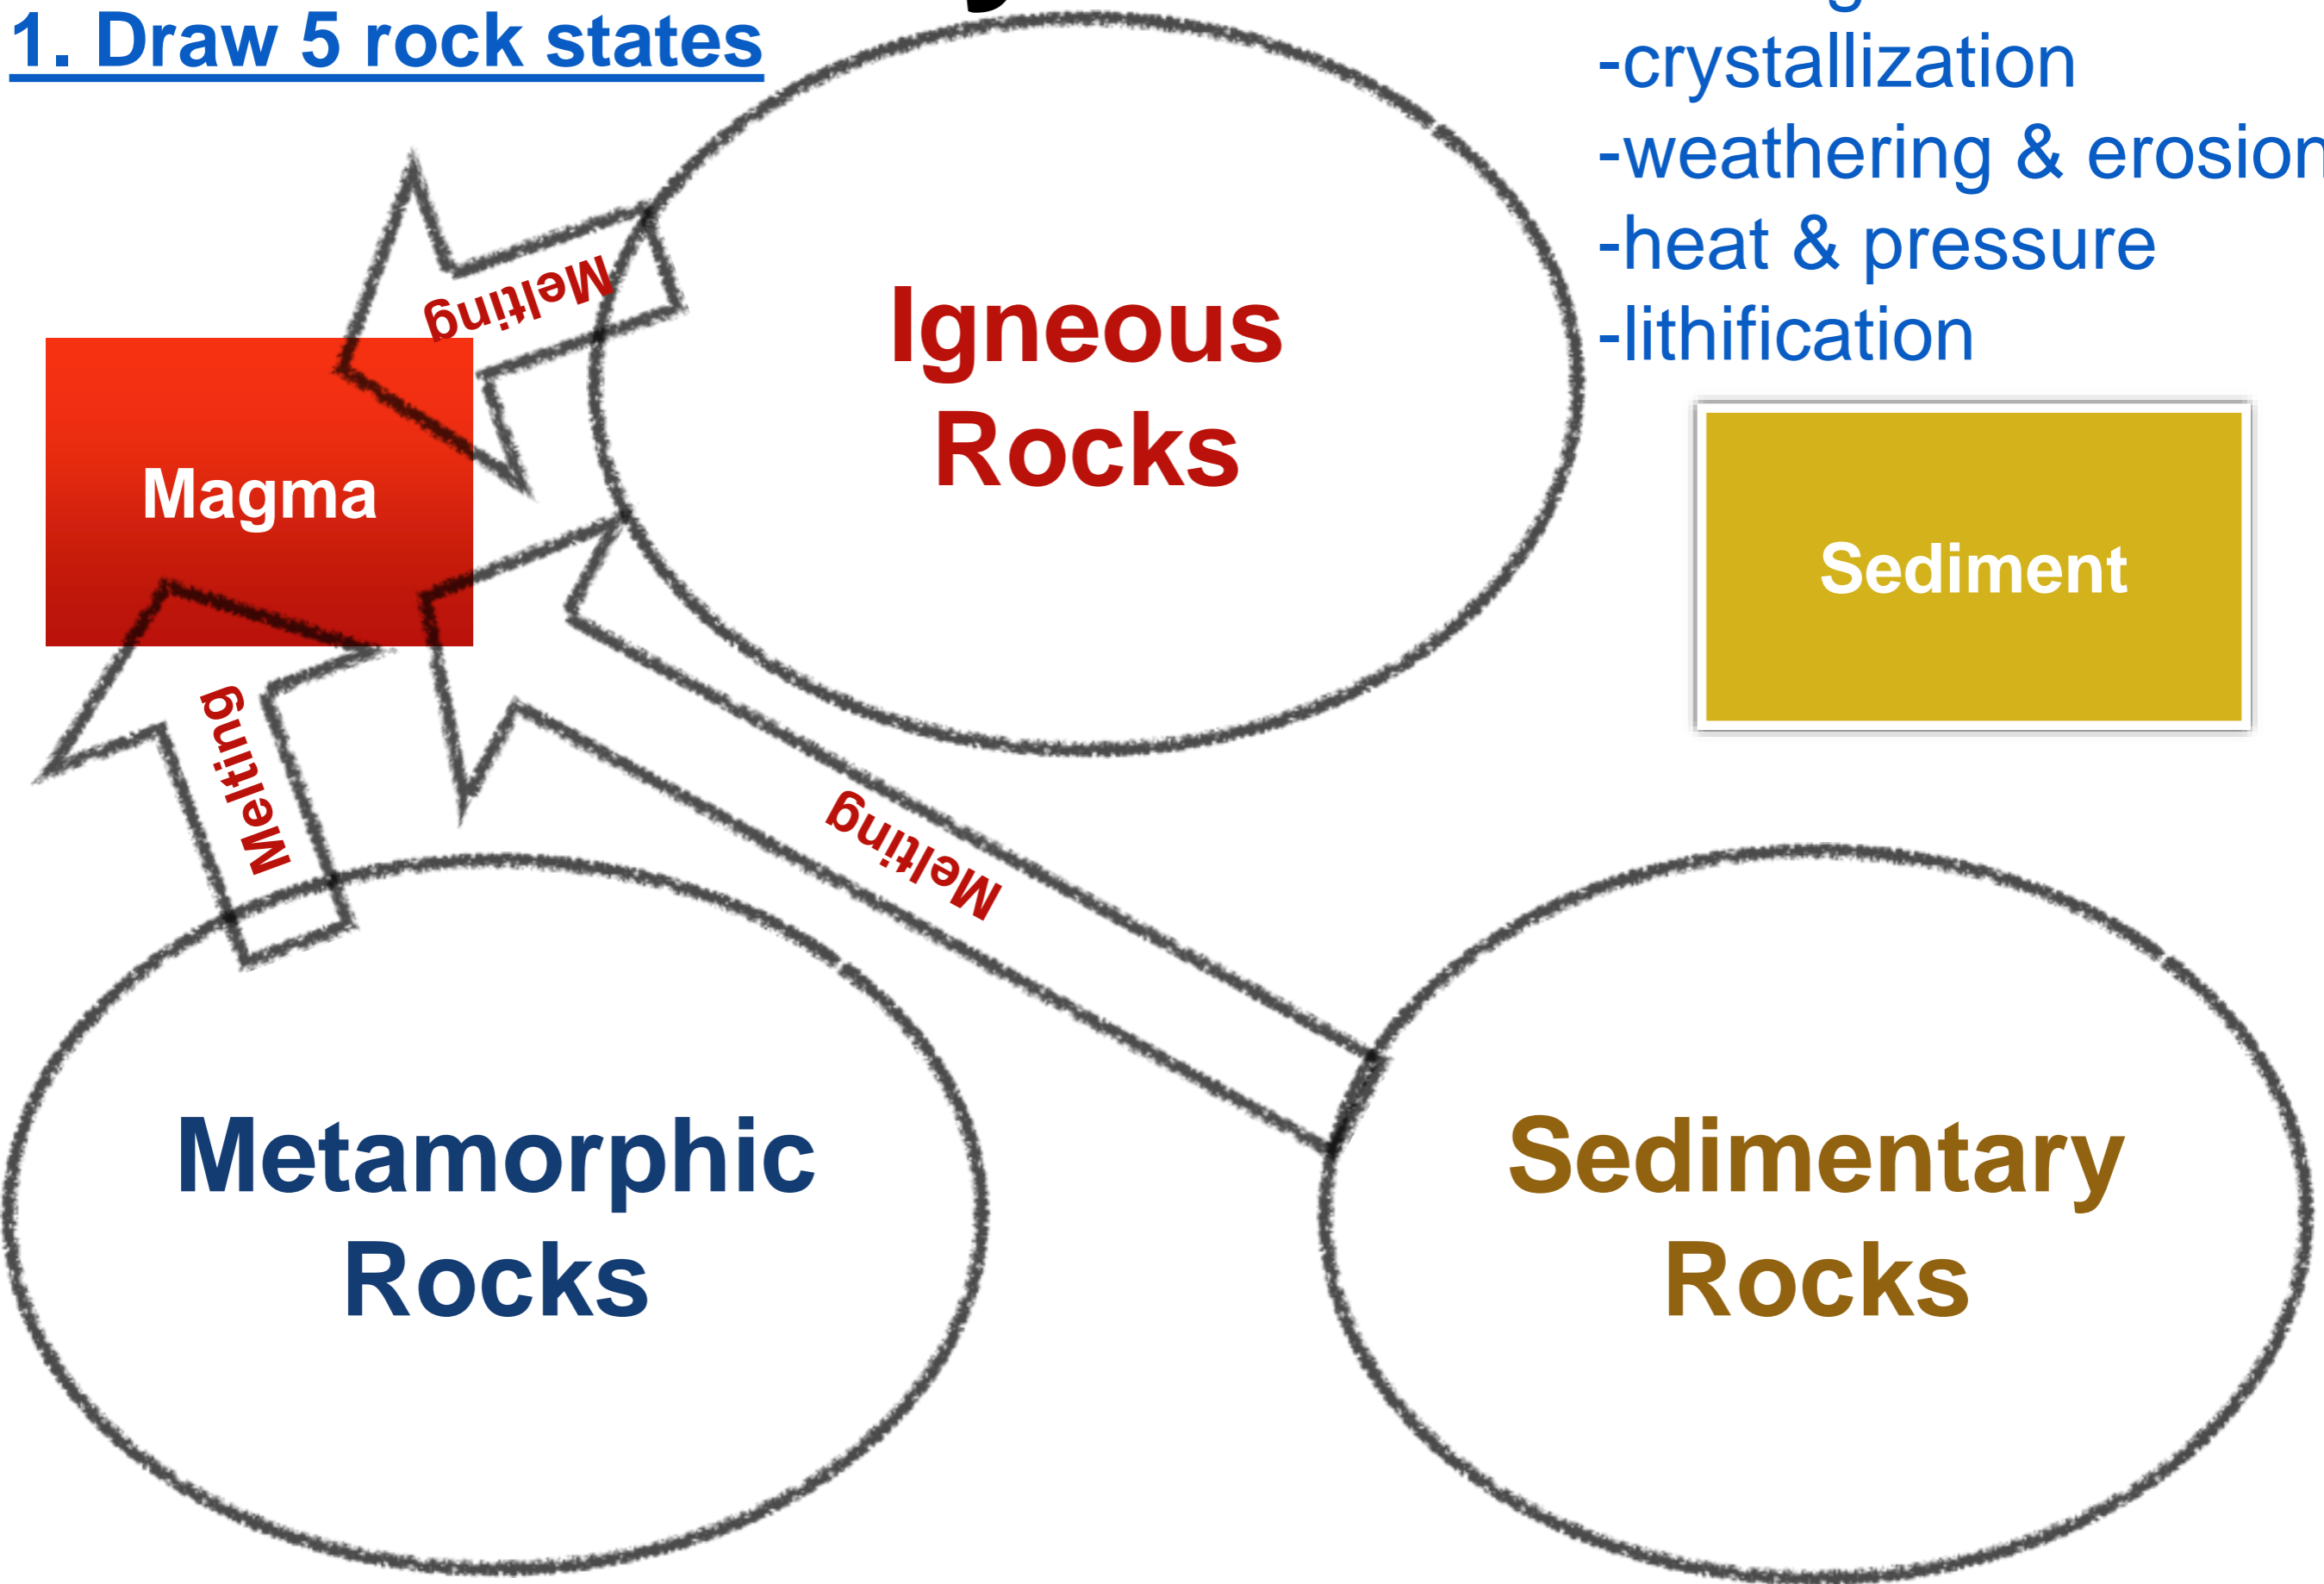 1. Draw 5 rock states
-crystallization
-weathering & erosion
-heat & pressure
-lithification
Melting
Igneous
Rocks
Magma
Sediment
Melting
Melting
Metamorphic
Rocks
Sedimentary
Rocks